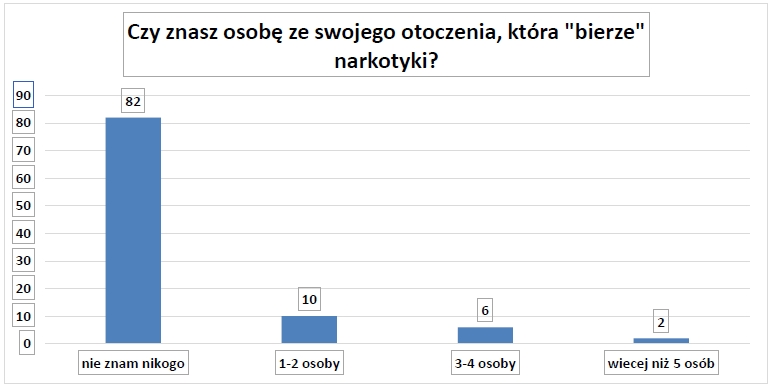 Czy znasz osobę ze swojego otoczenia, która "bierze"
narkotyki?
90
80
70
60
50
40
30
20
10
0
82
10
6
2
nie znam nikogo
1-2 osoby
3-4 osoby
wiecej niż 5 osób